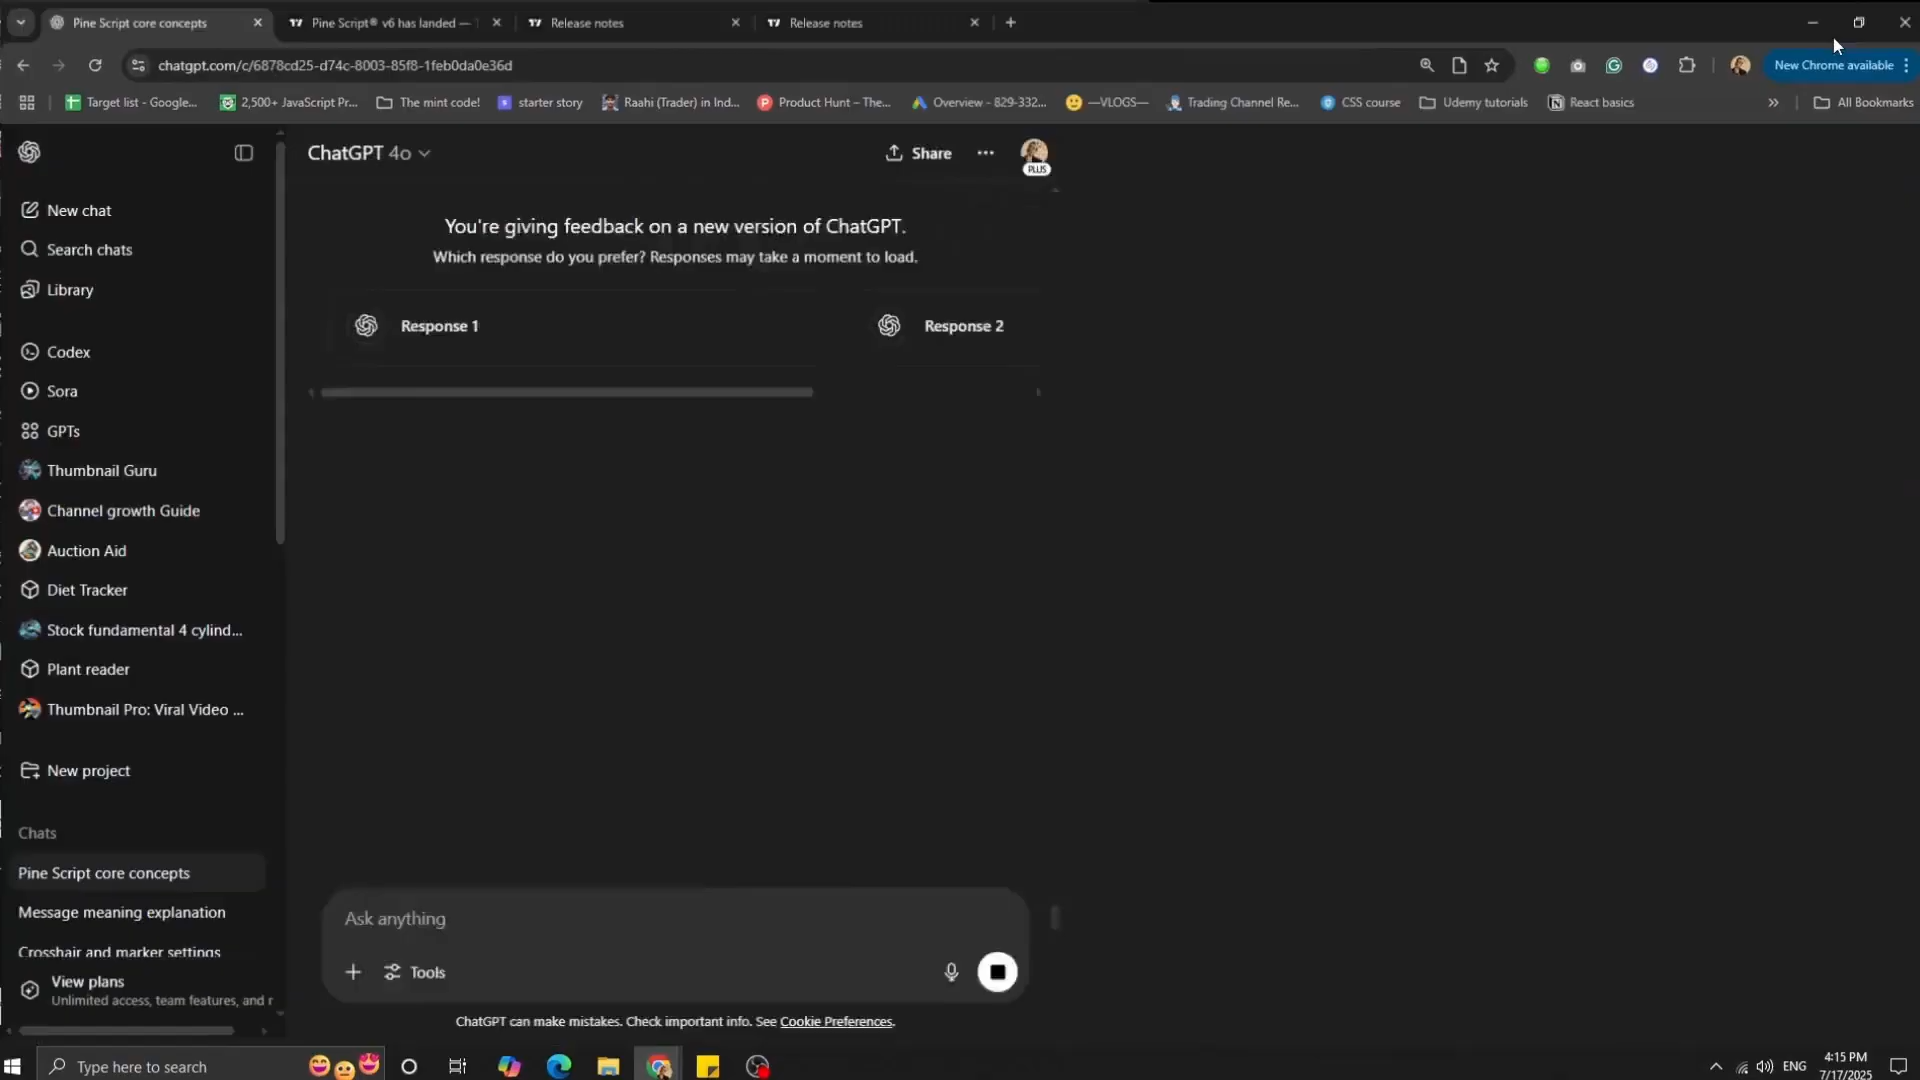 Pine Script core concepts
Pine Script® v6 has landed —
Release notes
Release notes
chatgpt.com/c/6878cd25-d74c-8003-85f8-1feb0da0e36d
New Chrome available
Target list - Google...
2,500+ JavaScript Pr...
The mint code!
starter story
Raahi (Trader) in Ind...
Product Hunt – The...
Overview - 829-332...
—VLOGS—
Trading Channel Re...
CSS course
Udemy tutorials
React basics
All Bookmarks
ChatGPT 4o
Share
PLUS
New chat
Search chats
Library
Codex
Sora
GPTs
Thumbnail Guru
Channel growth Guide
Auction Aid
Diet Tracker
Stock fundamental 4 cylind...
Plant reader
Thumbnail Pro: Viral Video ...
New project
Chats
Pine Script core concepts
Message meaning explanation
Crosshair and marker settings
View plans
Unlimited access, team features, and r
You're giving feedback on a new version of ChatGPT.
Which response do you prefer? Responses may take a moment to load.
Response 1
Response 2
Ask anything
Tools
ChatGPT can make mistakes. Check important info. See Cookie Preferences.
Type here to search
ENG
4:15 PM
7/17/2025